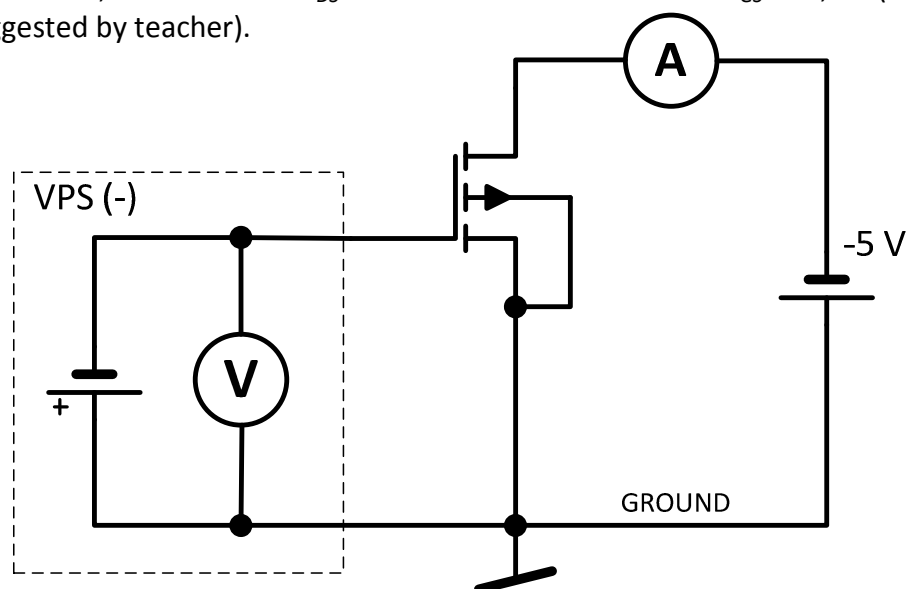 gested by teacher).
A
VPS (-)
-5 V
V
+
GROUND